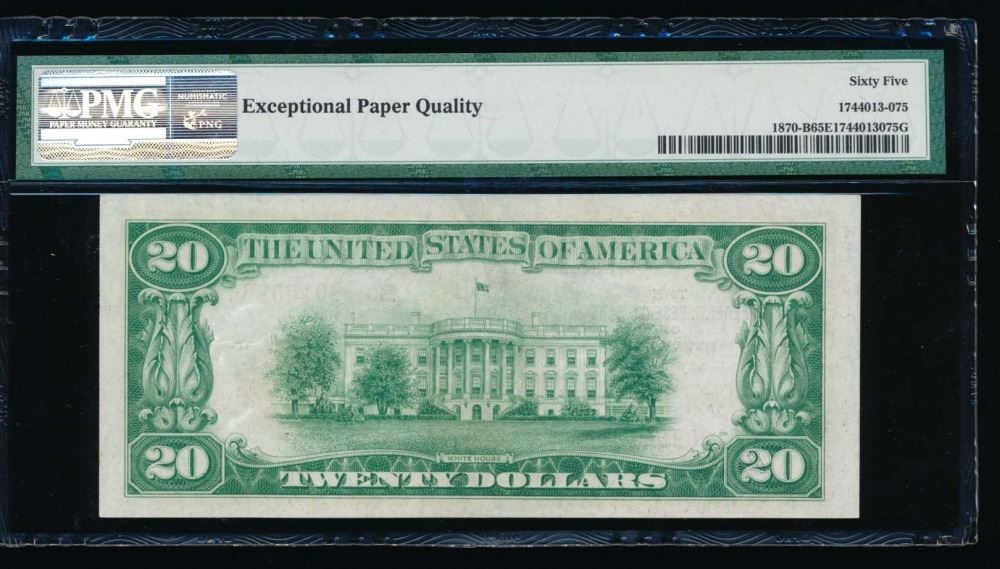 PMG
PAPER MONEY GUARANTY
NUMISMATIC
PNG
Exceptional Paper Quality
Sixty Five
1744013-075
1870-B65E1744013075G
20
THE UNITED STATES OF AMERICA
20
WHITE HOUSE
20
TWENTY DOLLARS
20